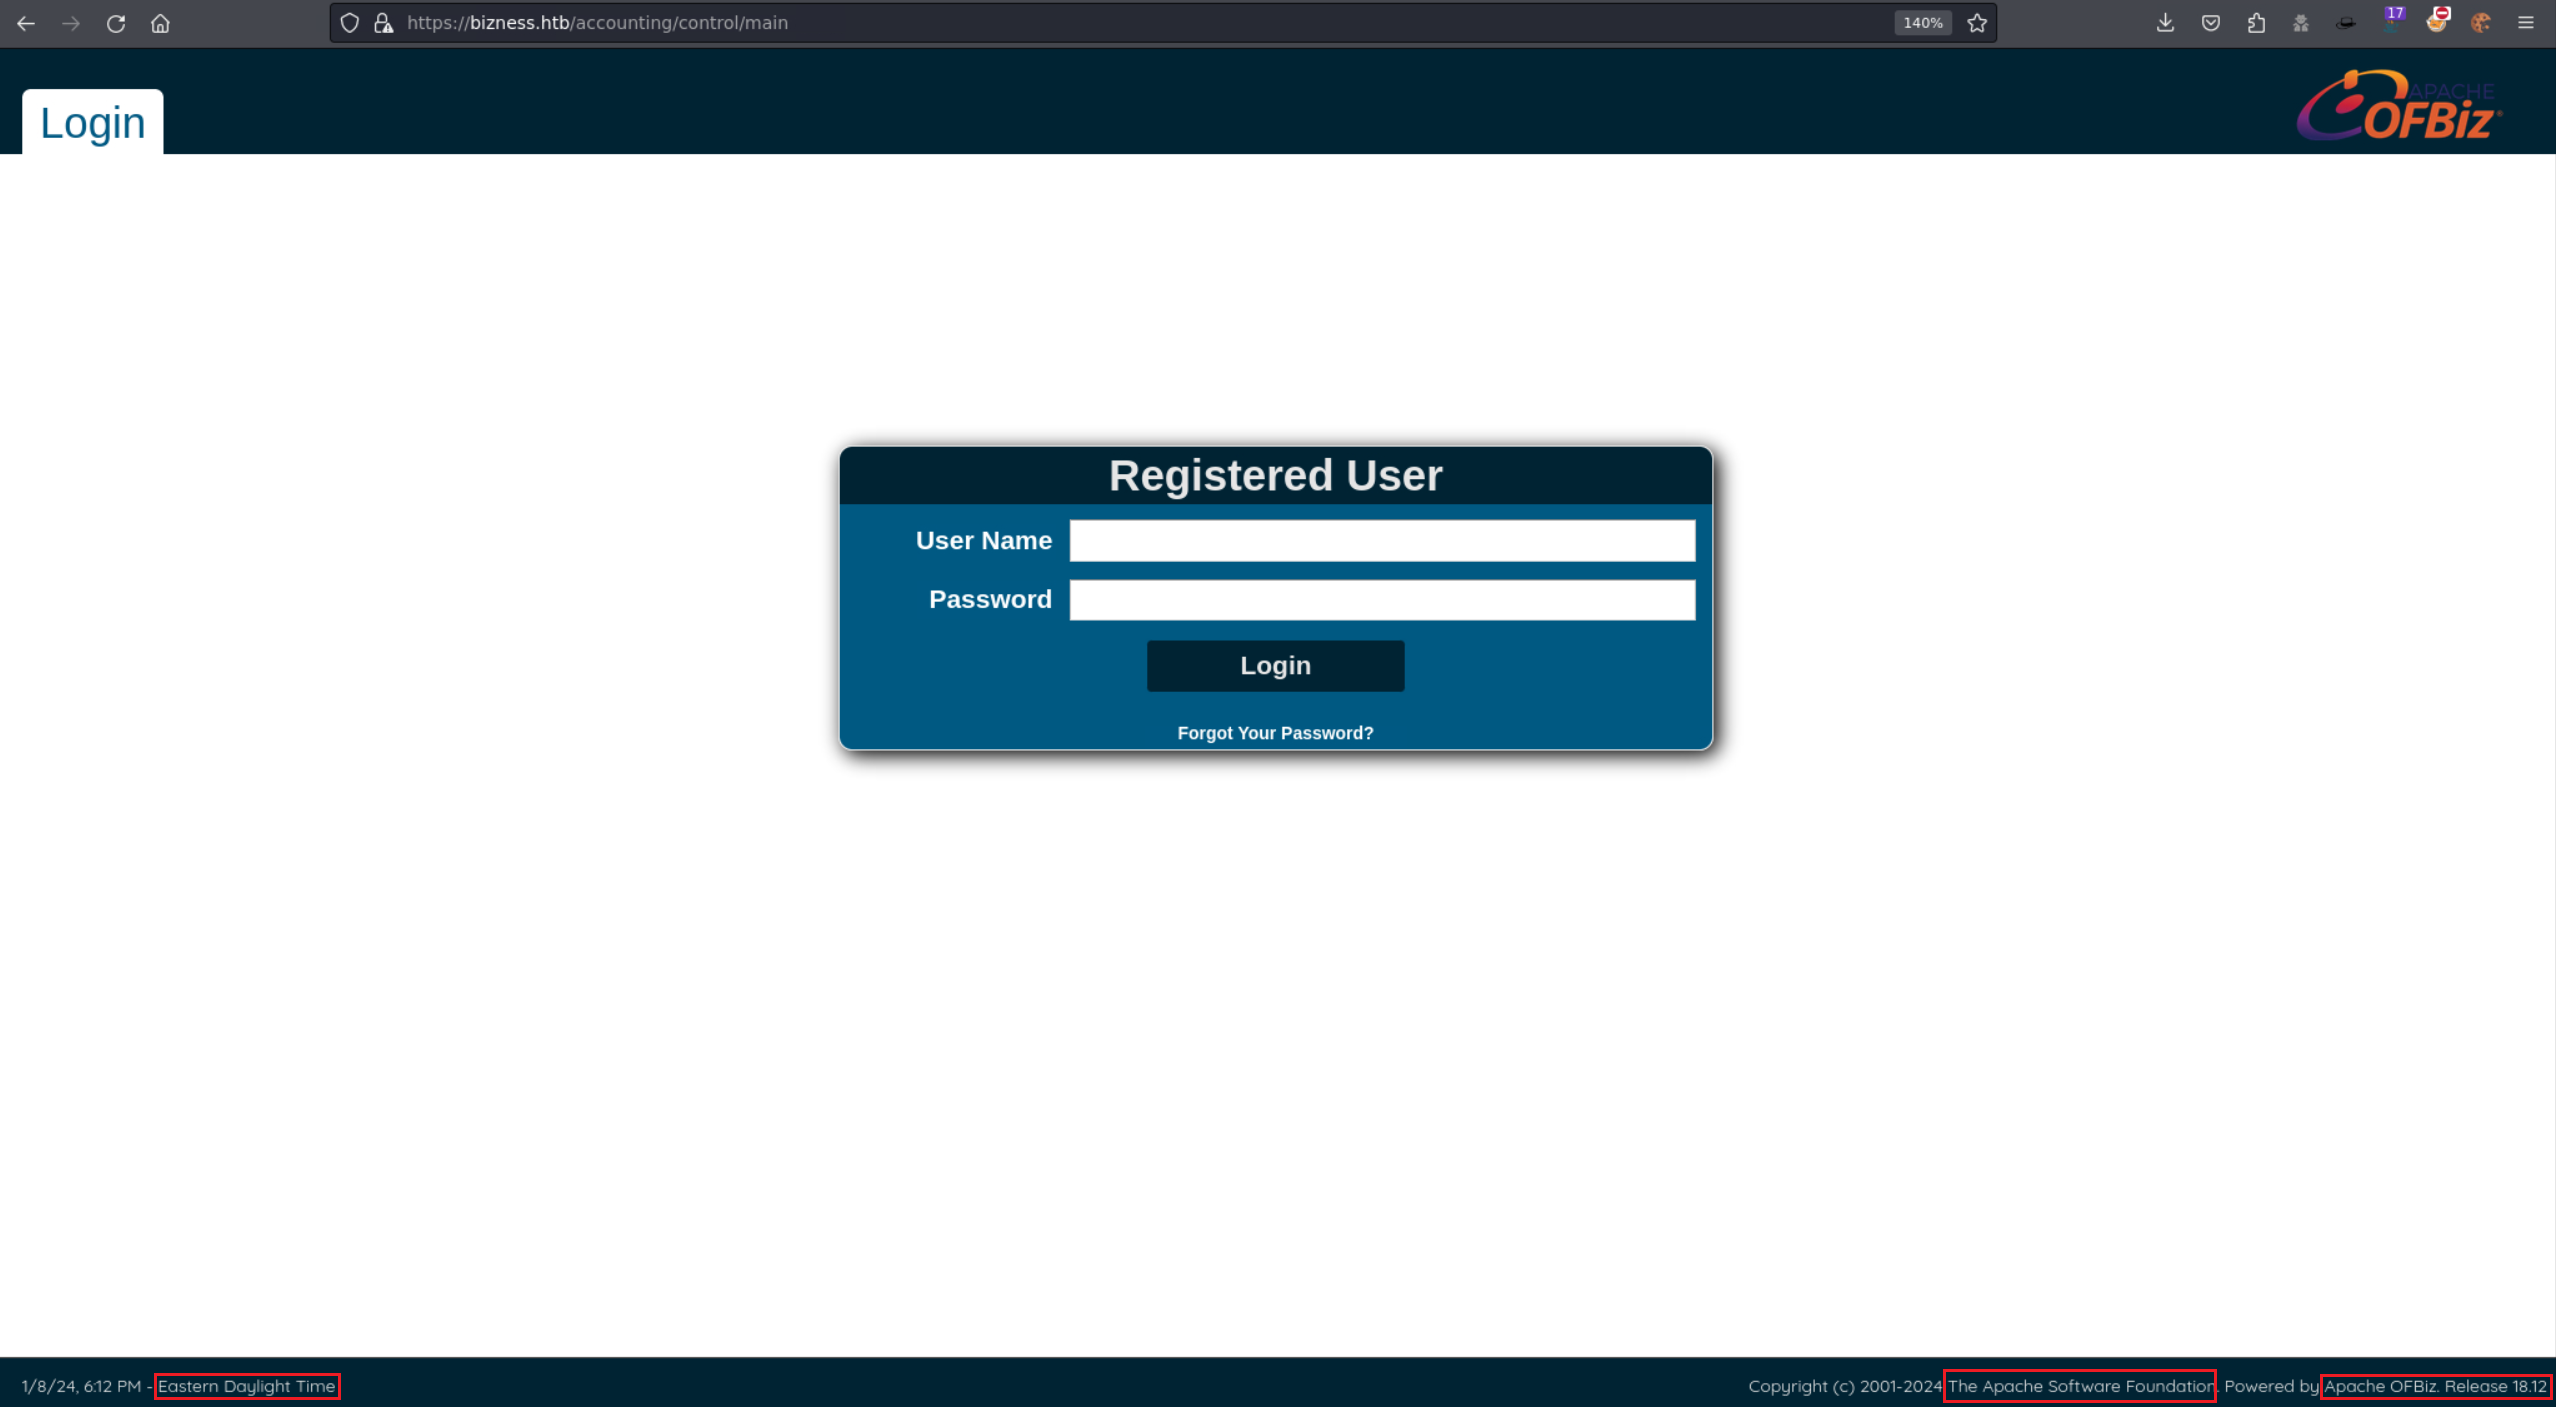 https://bizness.htb/accounting/control/main
140%
17
Login
APACHE
OFBiz
Registered User
User Name
Password
Login
Forgot Your Password?
1/8/24, 6:12 PM - Eastern Daylight Time
Copyright (c) 2001-2024 The Apache Software Foundation. Powered by Apache OFBiz. Release 18.12